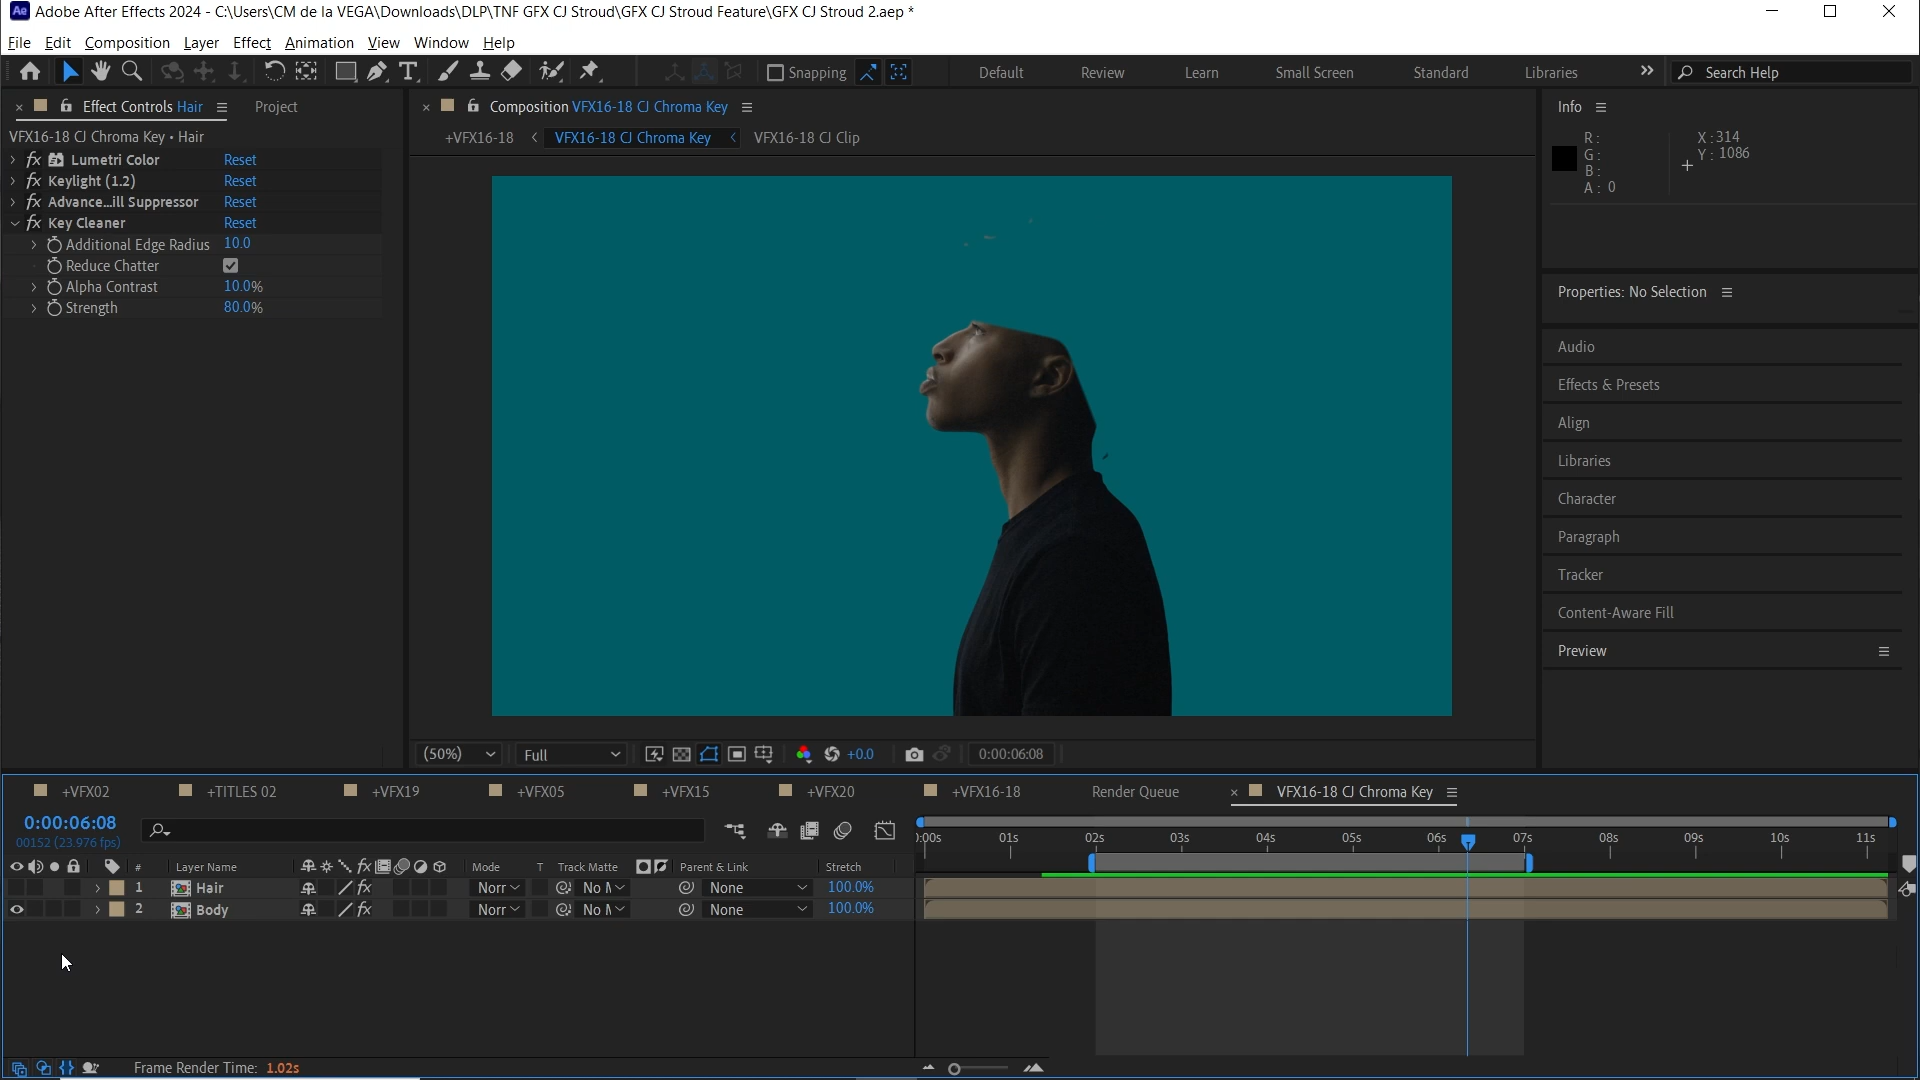 Adobe After Effects 2024 - C:\Users\CM de la VEGA\Downloads\DLP\TNF GFX CJ Stroud\GFX CJ Stroud Feature\GFX CJ Stroud 2.aep *
File Edit Composition Layer Effect Animation View Window Help
Snapping Default Review Learn Small Screen Standard Libraries Search Help
Effect Controls Hair Project
VFX16-18 CJ Chroma Key • Hair
fx Lumetri Color Reset
fx Keylight (1.2) Reset
fx Advance...ill Suppressor Reset
fx Key Cleaner Reset
Additional Edge Radius 10.0
Reduce Chatter
Alpha Contrast 10.0%
Strength 80.0%
Composition VFX16-18 CJ Chroma Key
+VFX16-18 VFX16-18 CJ Chroma Key VFX16-18 CJ Clip
(50%) Full +0.0 0:00:06:08
Info
R: X: 314
G: Y: 1086
B:
A: 0
Properties: No Selection
Audio
Effects & Presets
Align
Libraries
Character
Paragraph
Tracker
Content-Aware Fill
Preview
+VFX02 +TITLES 02 +VFX19 +VFX05 +VFX15 +VFX20 +VFX16-18 Render Queue VFX16-18 CJ Chroma Key
0:00:06:08
00152 (23.976 fps)
):00s 01s 02s 03s 04s 05s 06s 07s 08s 09s 10s 11s
# Layer Name fx Mode T Track Matte Parent & Link Stretch
1 Hair fx Norr No M None 100.0%
2 Body fx Norr No M None 100.0%
Frame Render Time: 1.02s